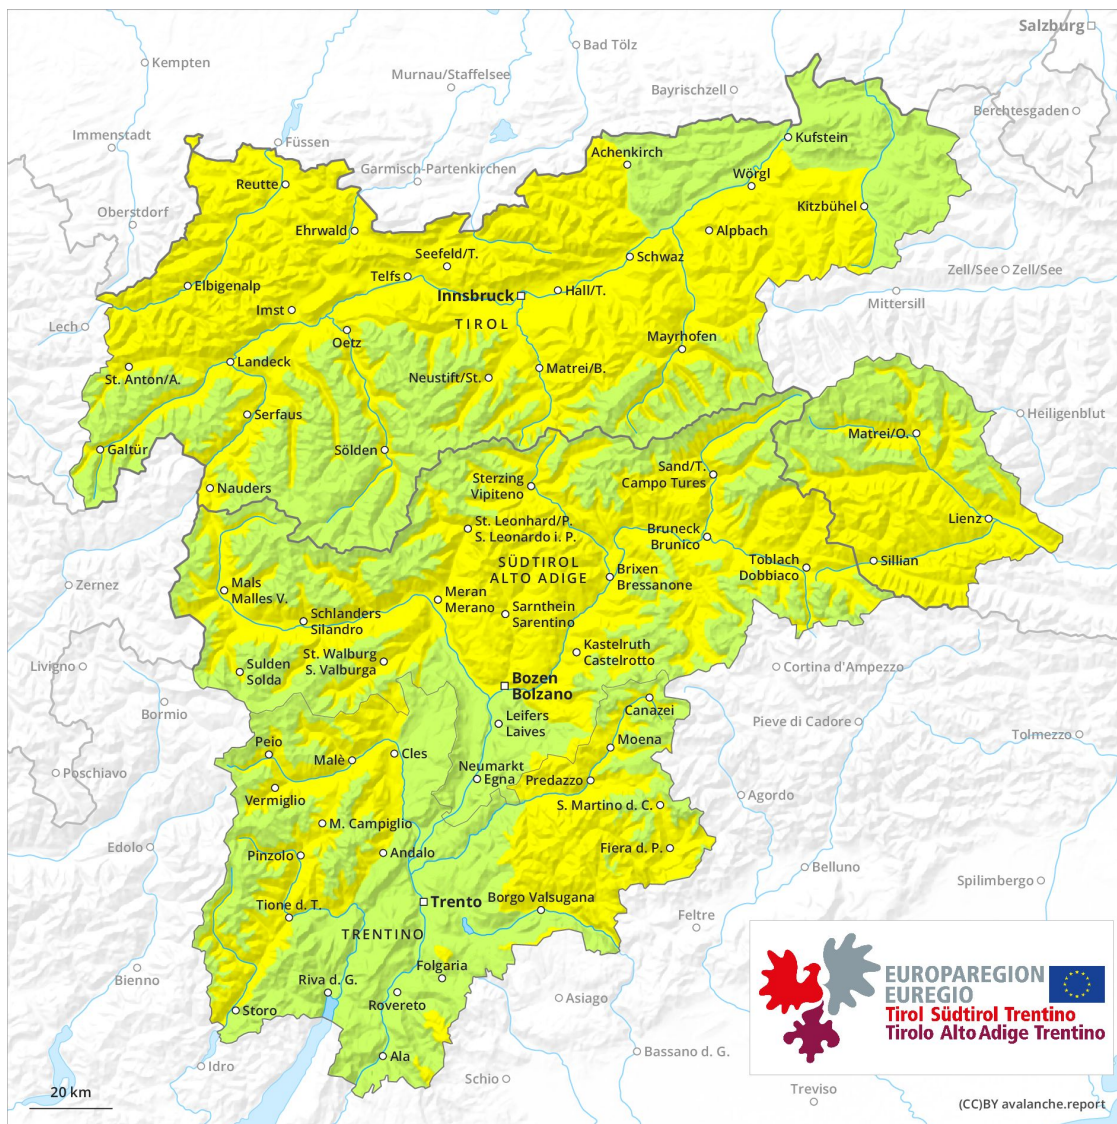 Salzburg
Bad Tölz
Kempten
Murnau/Staffelsee
Bayrischzell
Berchtesgaden
Immenstadt
Füssen
Kufstein
Achenkirch
Garmisch-Partenkirchen
Wörgl
Reutte
Kitzbühel
Oberstdorf
Ehrwald
Alpbach
Seefeld/T.
Schwaz
Telfs
Zell/See
Zell/See
Elbigenalp
Innsbruck
Hall/T.
Mittersill
Imst
Lech
TIROL
Oetz
Mayrhofen
Landeck
Matrei/B.
St. Anton/A.
Neustift/St.
Serfaus
Heiligenblut
Matrei/O.
Galtür
Sölden
Sand/T.
Campo Tures
Sterzing
Vipiteno
Nauders
Lienz
St. Leonhard/P.
S. Leonardo i. P.
Bruneck
Brunico
SÜDTIROL
ALTO ADIGE
Toblach
Dobbiaco
Sillian
Brixen
Bressanone
Zernez
Mals
Malles V.
Meran
Merano
Sarnthein
Sarentino
Schlanders
Silandro
Kastelruth
Castelrotto
St. Walburg
S. Valburga
Livigno
Sulden
Solda
Cortina d'Ampezzo
Bozen
Bolzano
Bormio
Canazei
Leifers
Laives
Pieve di Cadore
Tolmezzo
Moena
Peio
Cles
Malè
Poschiavo
Neumarkt
Egna
Predazzo
Vermiglio
Agordo
S. Martino d. C.
M. Campiglio
Edolo
Pinzolo
Andalo
Fiera d. P.
Belluno
Spilimbergo
Trento
Borgo Valsugana
Tione d. T.
Feltre
TRENTINO
Folgaria
Bienno
Riva d. G.
Rovereto
Asiago
Storo
Ala
Bassano d. G.
Idro
Schio
Treviso
EUROPAREGION
EUREGIO
Tirol Südtirol Trentino
Tirolo Alto Adige Trentino
20 km
(CC)BY avalanche.report